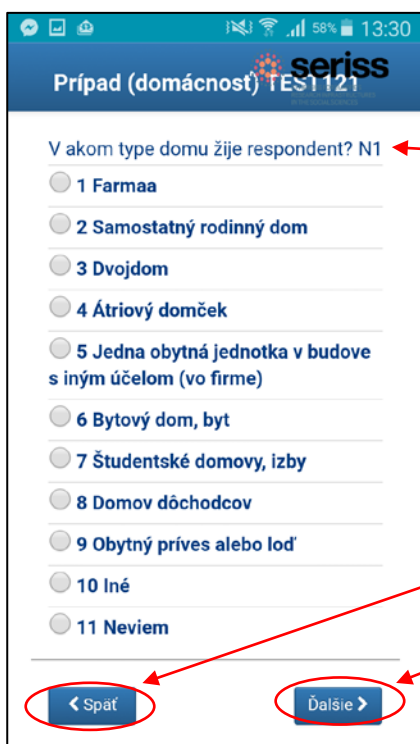 58% 13:30
seriss
Prípad (domácnosť) TEST121
V akom type domu žije respondent? N1
1 Farmaa
2 Samostatný rodinný dom
3 Dvojdom
4 Átriový domček
5 Jedna obytná jednotka v budove
s iným účelom (vo firme)
6 Bytový dom, byt
7 Študentské domovy, izby
8 Domov dôchodcov
9 Obytný príves alebo loď
10 Iné
11 Neviem
Späť
Ďalšie